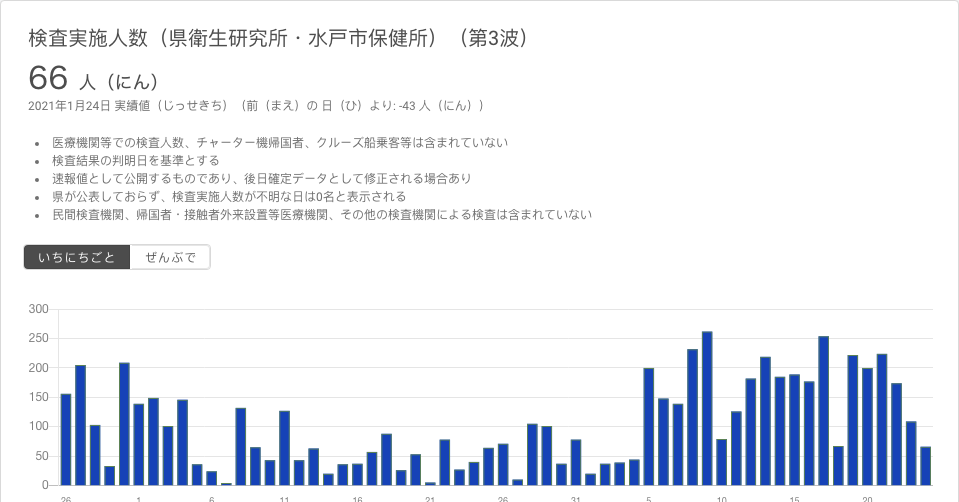 検査実施人数（県衛生研究所・水戸市保健所）（第3波）
66 人（にん）
2021年1月24日 実績値（じっせきち）（前（まえ）の 日（ひ）より: -43 人（にん））
• 医療機関等での検査人数、チャーター機帰国者、クルーズ船乗客等は含まれていない
• 検査結果の判明日を基準とする
• 速報値として公開するものであり、後日確定データとして修正される場合あり
• 県が公表しておらず、検査実施人数が不明な日は0名と表示される
• 民間検査機関、帰国者・接触者外来設置等医療機関、その他の検査機関による検査は含まれていない
いちにちごと ぜんぶで
300
250
200
150
100
50
0
26 1 6 11 16 21 26 31 5 10 15 20